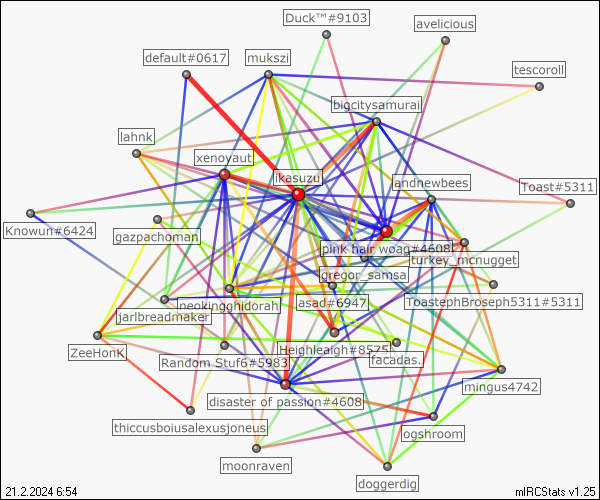 Duck™#9103
avelicious
default#0617
mukszi
tescoroll
bigcitysamurai
lahnk
xenoyaut
ikasuzu
andnewbees
Toast#5311
Knowur#6424
gazpachoman
pink hair woag#4608
turkey_mcnugget
gregor_samsa
neokingghidorah
asad#6947
ToastephBroseph5311#5311
jarlbreadmaker
ZeeHonK
Heighleaigh#8575
Random Stuf6#5983
facadas.
mingus4742
disaster of passion#4608
thiccusboiusalexusjoneus
ogshroom
moonraven
doggerdig
21.2.2024 6:54
mIRCStats v1.25